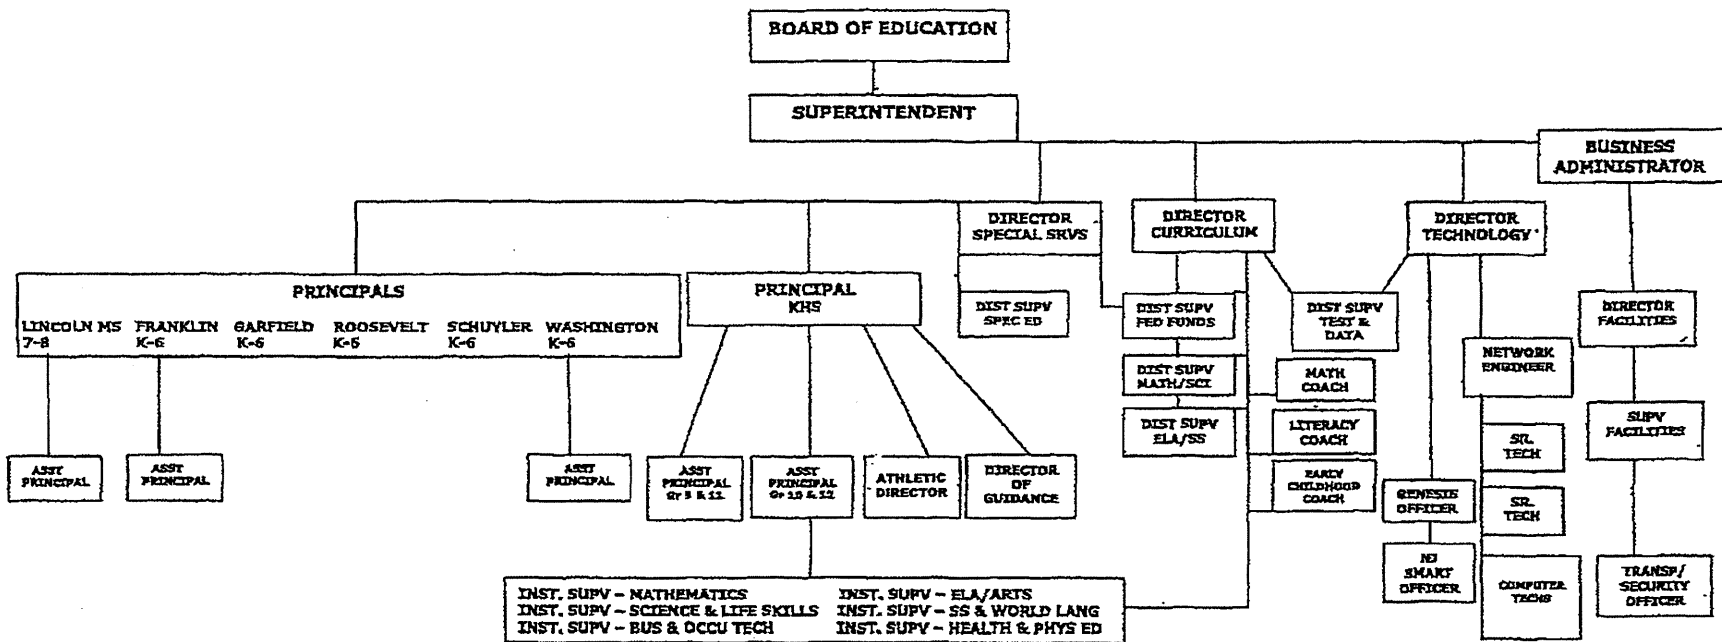 BOARD OF EDUCATION
SUPERINTENDENT
BUSINESS
ADMINISTRATOR
DIRECTOR
SPECIAL SRVS
DIRECTOR
CURRICULUM
DIRECTOR
TECHNOLOGY
PRINCIPALS
LINCOLN MS FRANKLIN GARFIELD ROOSEVELT SCHUYLER WASHINGTON
7-8 K-6 K-6 K-6 K-6 K-6
PRINCIPAL
KHS
DIST SUPV
SPEC ED
DIST SUPV
FED FUNDS
DIST SUPV
TEST &
DATA
DIRECTOR
FACILITIES
DIST SUPV
MATH/SCI
MATH
COACH
NETWORK
ENGINEER
DIST SUPV
ELA/SS
LITERACY
COACH
SUPV
FACILITIES
SR.
TECH
ASST
PRINCIPAL
ASST
PRINCIPAL
ASST
PRINCIPAL
ASST
PRINCIPAL
ASST
PRINCIPAL
Gr 10 & 12
ATHLETIC
DIRECTOR
DIRECTOR
OF
GUIDANCE
EARLY
CHILDHOOD
COACH
GENESIS
OFFICER
SR.
TECH
NJ
SMART
OFFICER
COMPUTER
TECHS
TRANSP/
SECURITY
OFFICER
INST. SUPV – MATHEMATICS INST. SUPV – ELA/ARTS
INST. SUPV – SCIENCE & LIFE SKILLS INST. SUPV – SS & WORLD LANG
INST. SUPV – BUS & OCCU TECH INST. SUPV – HEALTH & PHYS ED